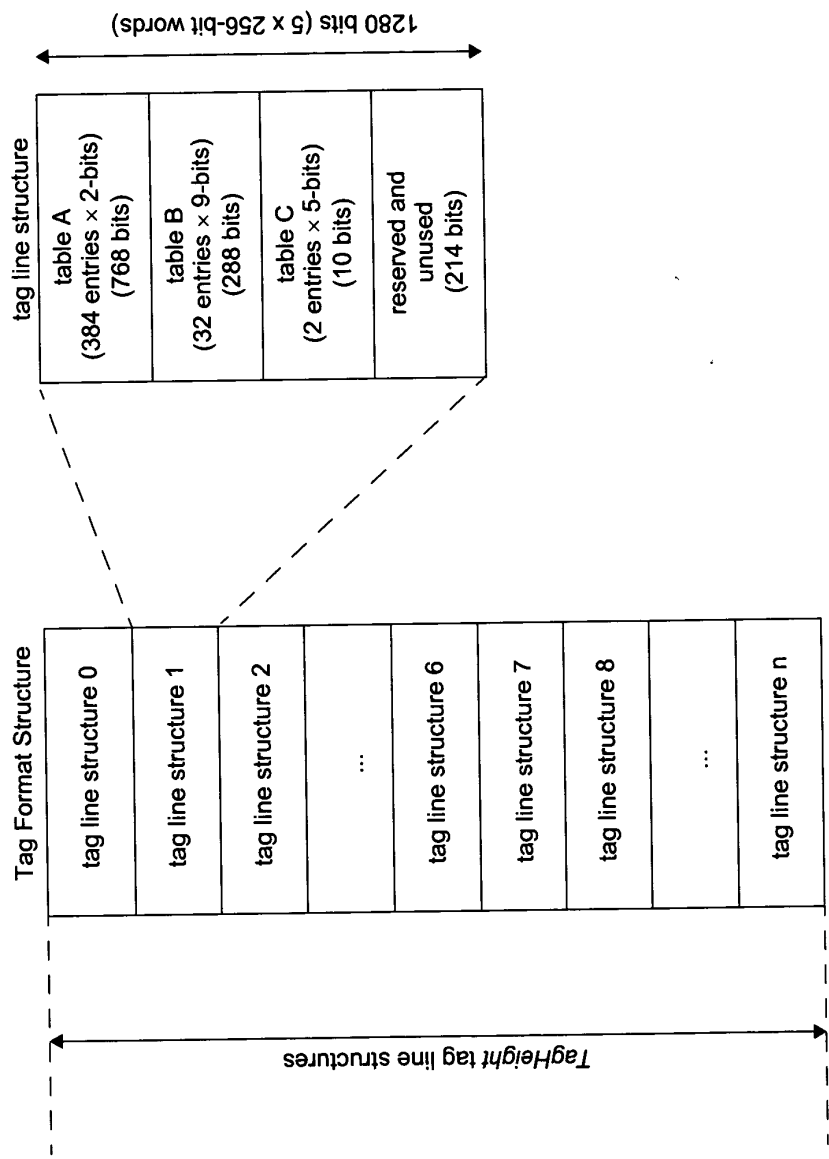 Tag Format Structure
tag line structure 0
tag line structure 1
tag line structure 2
...
tag line structure 6
tag line structure 7
tag line structure 8
...
tag line structure n
TagHeight tag line structures
tag line structure
table A
(384 entries × 2-bits)
(768 bits)
table B
(32 entries × 9-bits)
(288 bits)
table C
(2 entries × 5-bits)
(10 bits)
reserved and
unused
(214 bits)
1280 bits (5 x 256-bit words)